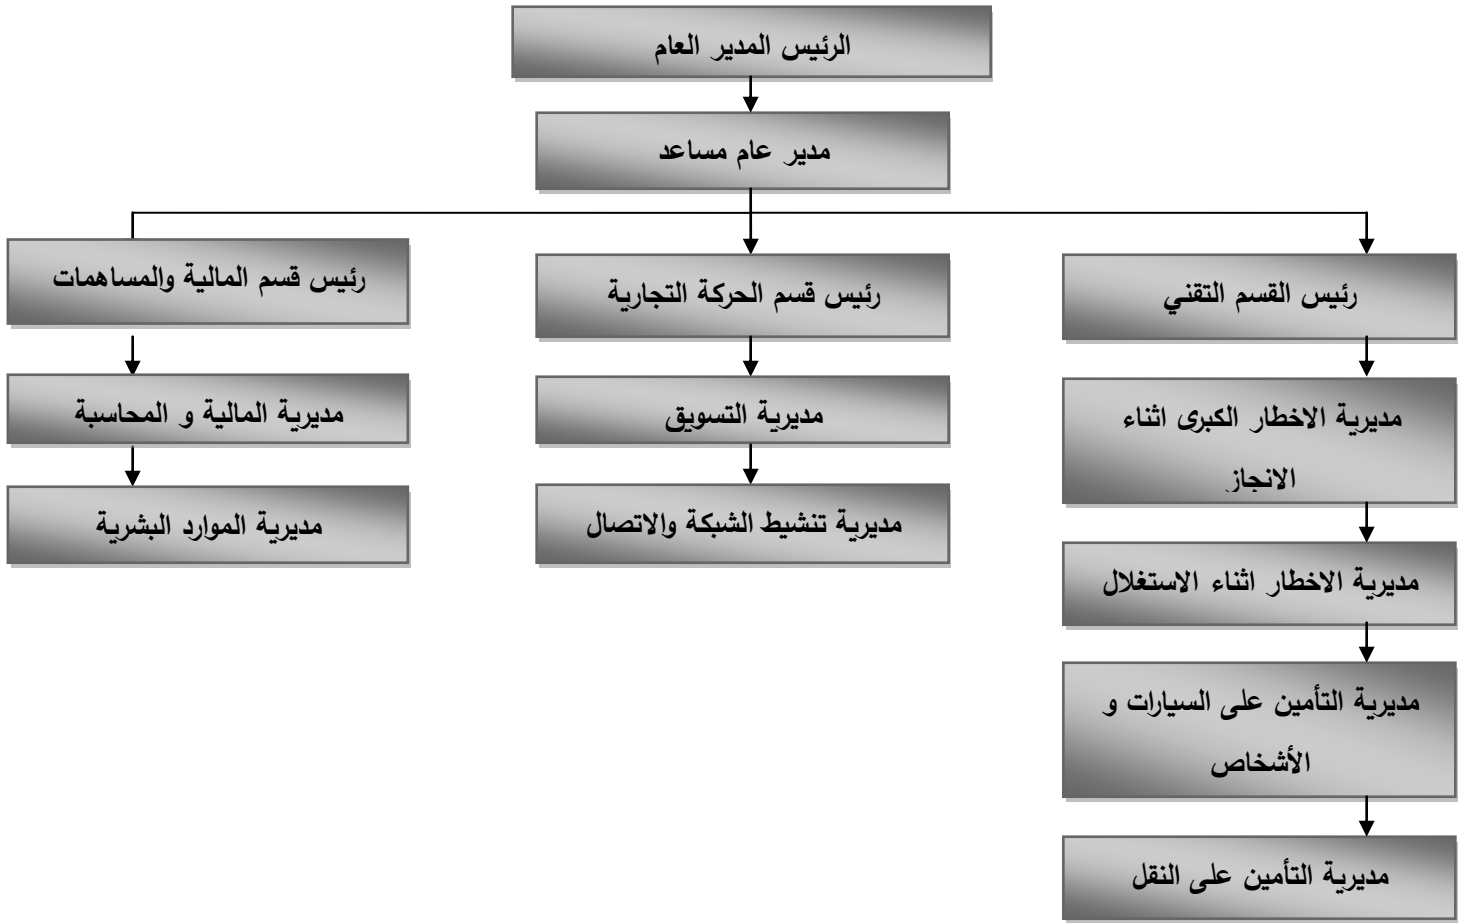 الرئيس المدير العام
مدير عام مساعد
رئيس القسم التقني
رئيس قسم الحركة التجارية
رئيس قسم المالية والمساهمات
مديرية الاخطار الكبرى اثناء
الانجاز
مديرية الاخطار اثناء الاستغلال
مديرية التأمين على السيارات و
الأشخاص
مديرية التأمين على النقل
مديرية التسويق
مديرية تنشيط الشبكة والاتصال
مديرية المالية و المحاسبة
مديرية الموارد البشرية